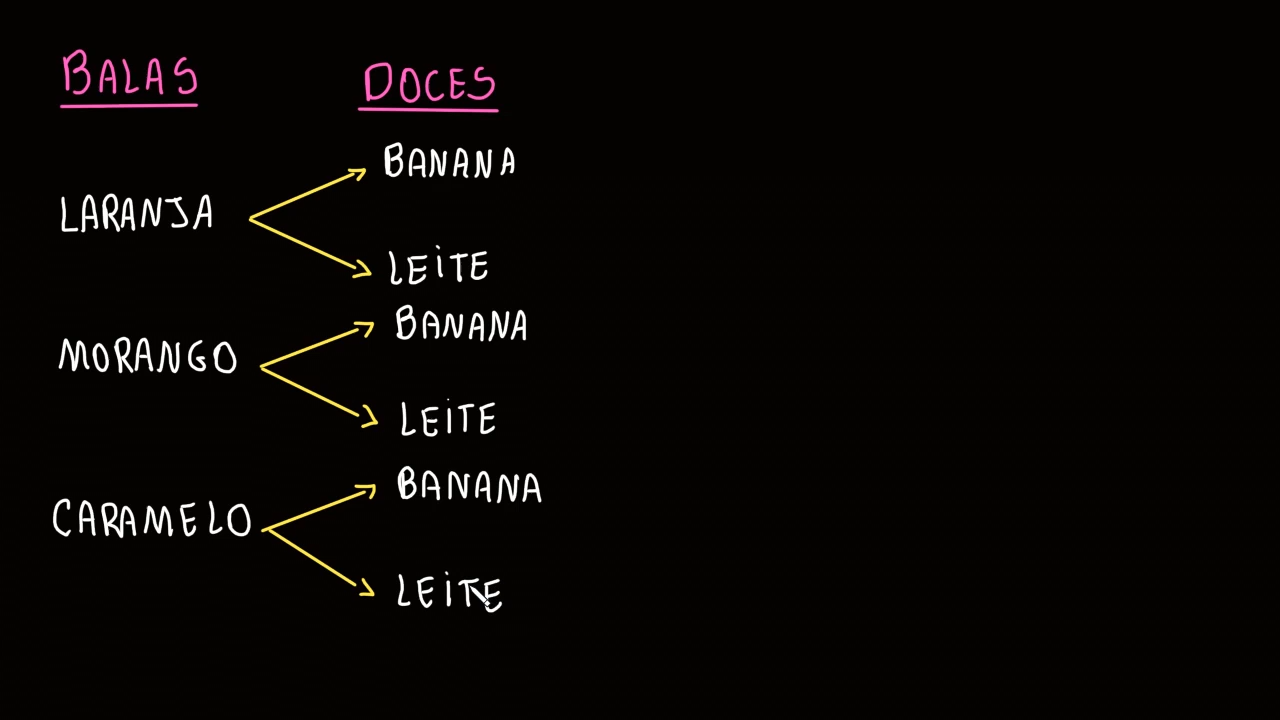 BALAS DOCES
BANANA
LARANJA
LEITE
BANANA
MORANGO
LEITE
BANANA
CARAMELO
LEITE